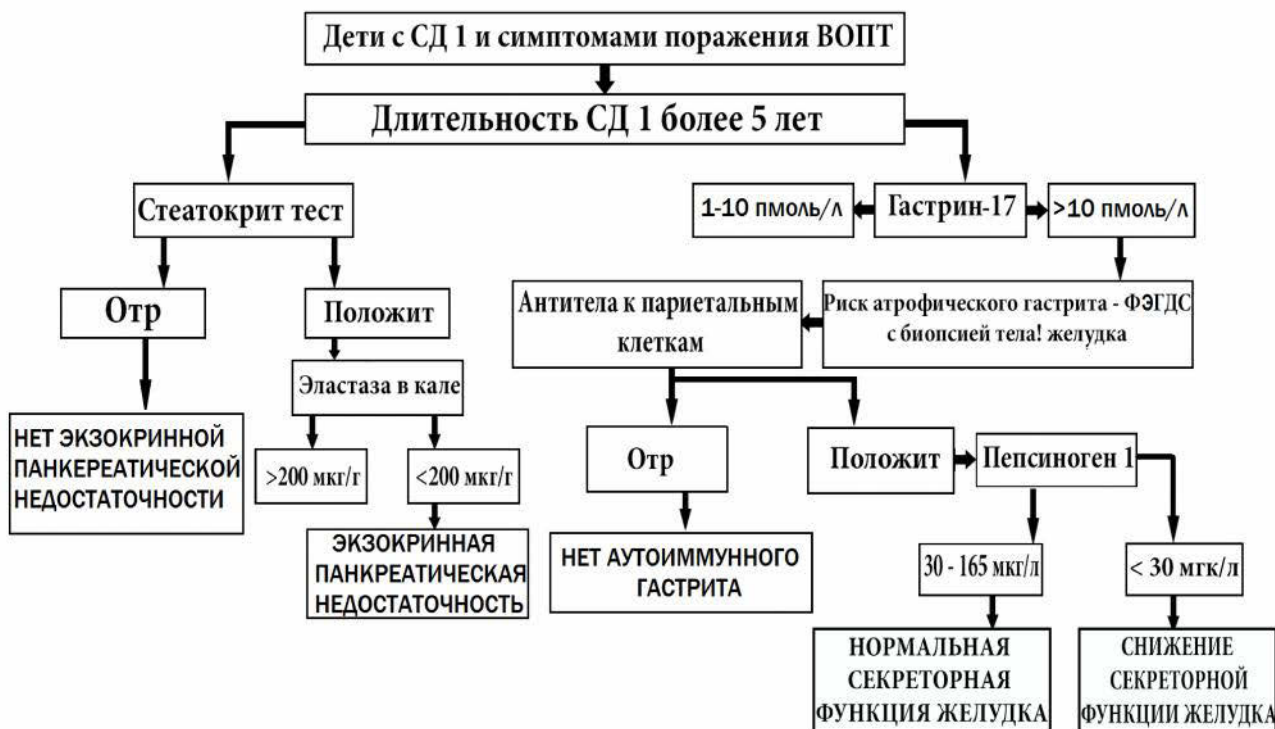 Дети с СД 1 и симптомами поражения ВОПТ
Длительность СД 1 более 5 лет
Стеатокрит тест
1-10 пмоль/л
Гастрин-17
>10 пмоль/л
Отр
Положит
Антитела к париетальным
клеткам
Риск атрофического гастрита - ФЭГДС
с биопсией тела! желудка
Эластаза в кале
НЕТ ЭКЗОКРИННОЙ
ПАНКЕРЕАТИЧЕСКОЙ
НЕДОСТАТОЧНОСТИ
>200 мкг/г
<200 мкг/г
Отр
Положит
Пепсиноген 1
ЭКЗОКРИННАЯ
ПАНКРЕАТИЧЕСКАЯ
НЕДОСТАТОЧНОСТЬ
НЕТ АУТОИММУННОГО
ГАСТРИТА
30 - 165 мкг/л
< 30 мгк/л
НОРМАЛЬНАЯ
СЕКРЕТОРНАЯ
ФУНКЦИЯ ЖЕЛУДКА
СНИЖЕНИЕ
СЕКРЕТОРНОЙ
ФУНКЦИИ ЖЕЛУДКА